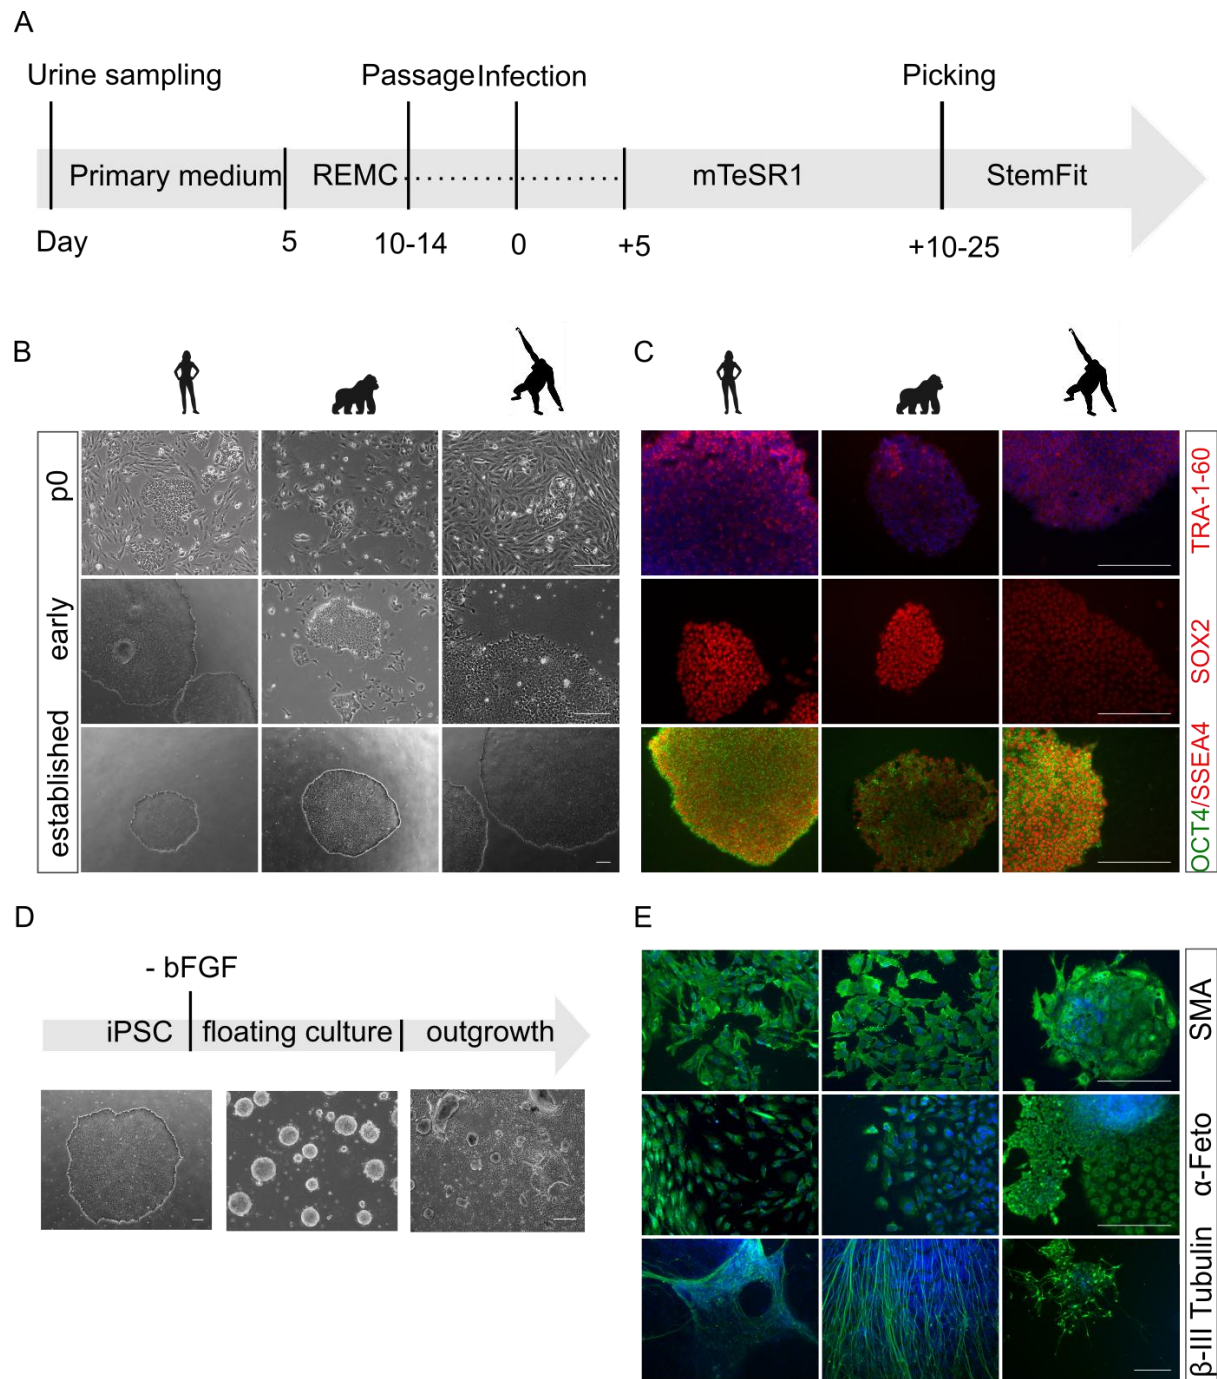 A
Urine sampling
Passage Infection
Picking
Primary medium
REMC
mTeSR1
StemFit
Day
5
10-14
0
+5
+10-25
B
p0
early
established
C
TRA-1-60
SOX2
OCT4/SSEA4
D
- bFGF
iPSC
floating culture
outgrowth
E
SMA
α-Feto
β-III Tubulin